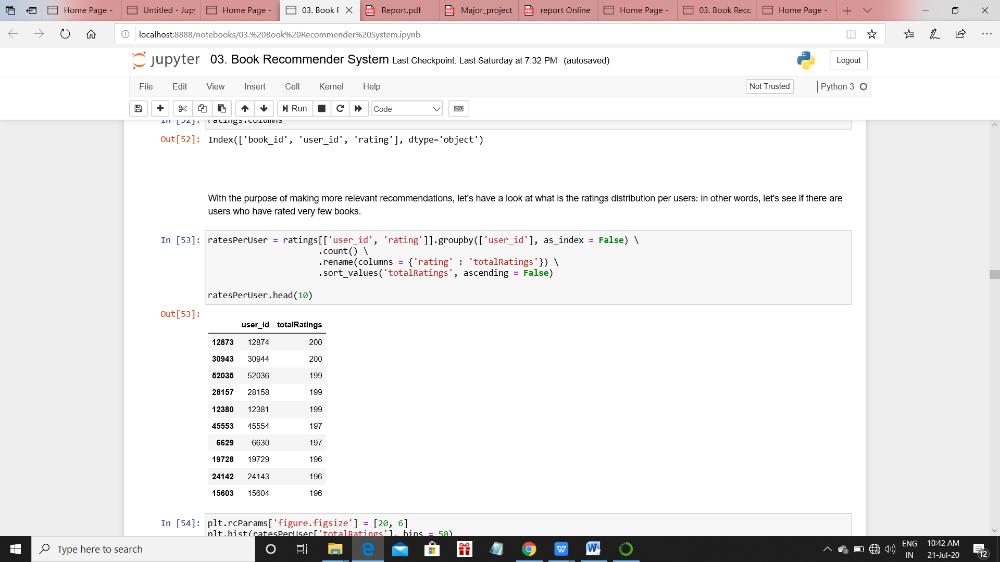 Home Page -
Untitled - Jup
Home Page -
03. Book F
Report.pdf
Major_project
report Online
Home Page -
03. Book Recc
Home Page -
localhost:8888/notebooks/03.%20Book%20Recommender%20System.ipynb
jupyter 03. Book Recommender System Last Checkpoint: Last Saturday at 7:32 PM (autosaved)
Logout
File Edit View Insert Cell Kernel Help
Not Trusted
Python 3
Run
Code
In [52]: ratings.columns
Out[52]: Index(['book_id', 'user_id', 'rating'], dtype='object')
With the purpose of making more relevant recommendations, let's have a look at what is the ratings distribution per users: in other words, let's see if there are
users who have rated very few books.
In [53]: ratesPerUser = ratings[['user_id', 'rating']].groupby(['user_id'], as_index = False) \
.count() \
.rename(columns = {'rating' : 'totalRatings'}) \
.sort_values('totalRatings', ascending = False)
ratesPerUser.head(10)
Out[53]:
user_id totalRatings
12873 12874 200
30943 30944 200
52035 52036 199
28157 28158 199
12380 12381 199
45553 45554 197
6629 6630 197
19728 19729 196
24142 24143 196
15603 15604 196
In [54]: plt.rcParams['figure.figsize'] = [20, 6]
plt.hist(ratesPerUser['totalRatings'], bins = 50)
Type here to search
ENG
IN
10:42 AM
21-Jul-20
12